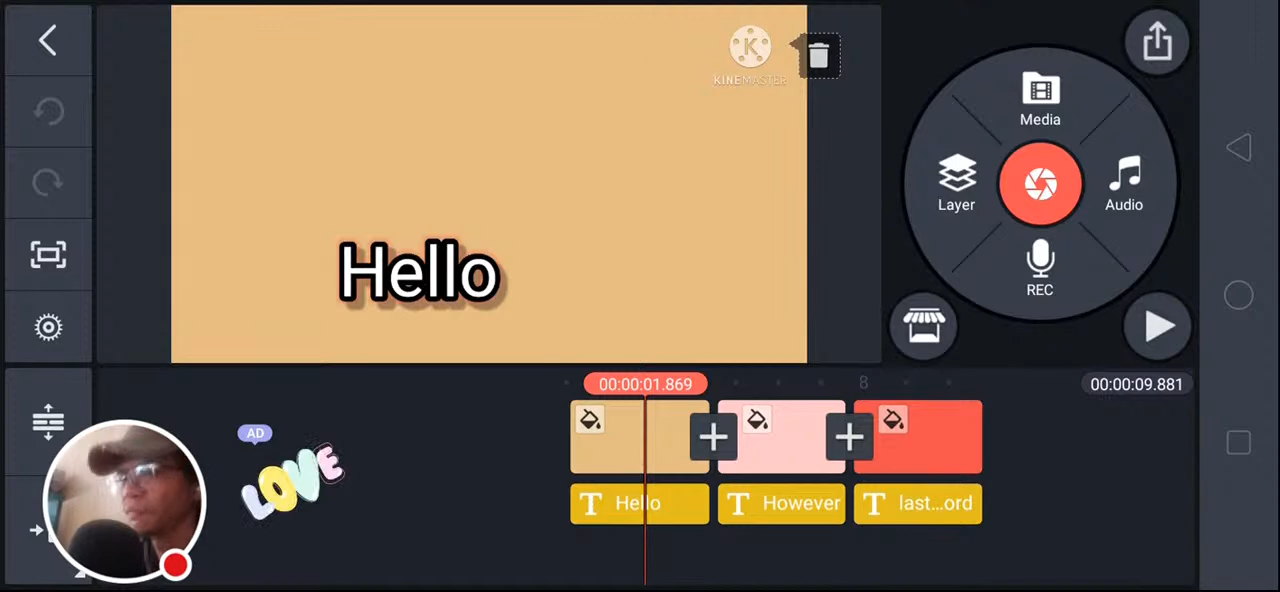 KINEMASTER
Hello
Media
Layer
Audio
REC
00:00:01.869
8
00:00:09.881
AD
LOVE
T Hello
T However
T last...ord